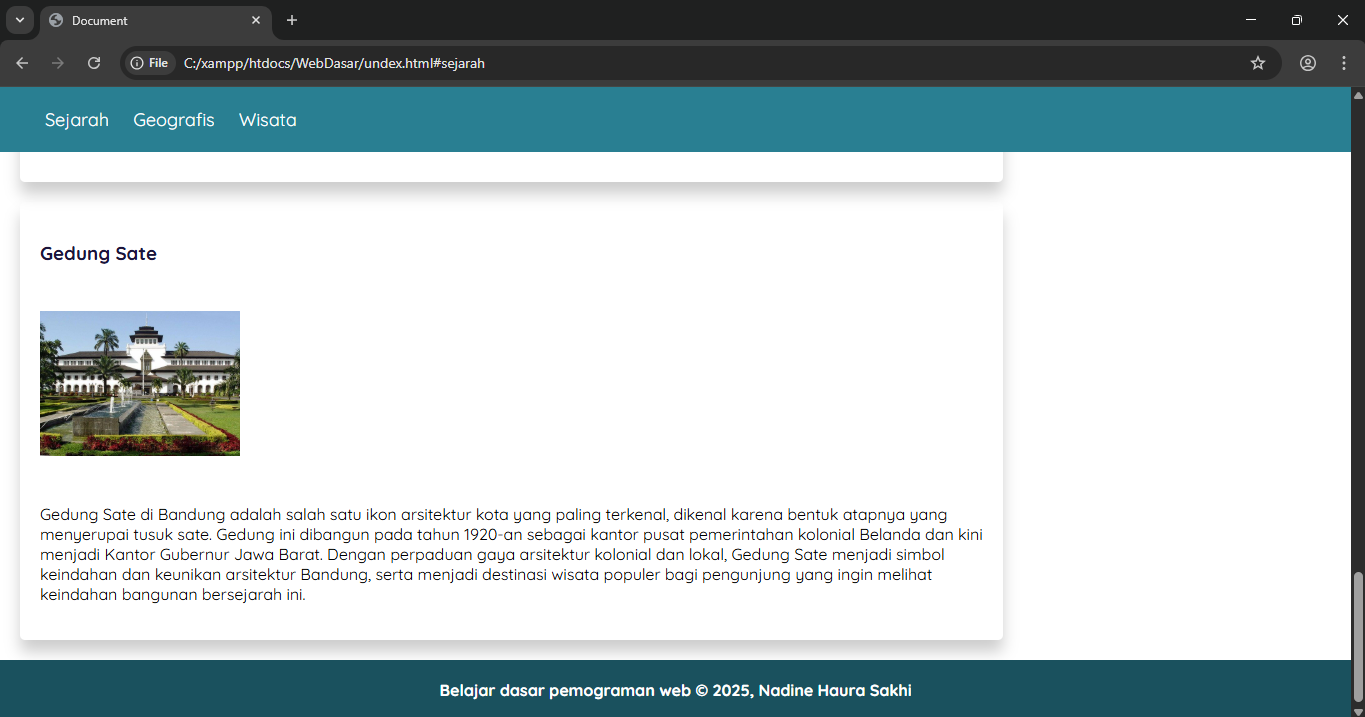 Document
File
C:/xampp/htdocs/WebDasar/undex.html#sejarah
Sejarah Geografis Wisata
Gedung Sate
Gedung Sate di Bandung adalah salah satu ikon arsitektur kota yang paling terkenal, dikenal karena bentuk atapnya yang
menyerupai tusuk sate. Gedung ini dibangun pada tahun 1920-an sebagai kantor pusat pemerintahan kolonial Belanda dan kini
menjadi Kantor Gubernur Jawa Barat. Dengan perpaduan gaya arsitektur kolonial dan lokal, Gedung Sate menjadi simbol
keindahan dan keunikan arsitektur Bandung, serta menjadi destinasi wisata populer bagi pengunjung yang ingin melihat
keindahan bangunan bersejarah ini.
Belajar dasar pemograman web © 2025, Nadine Haura Sakhi